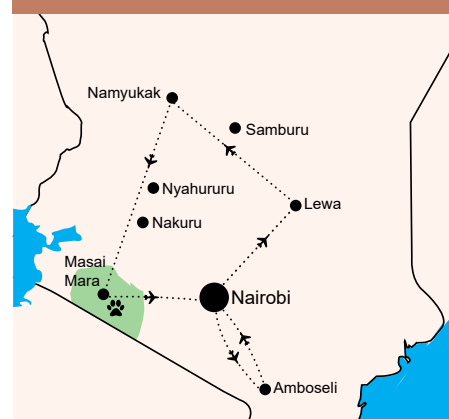 Namyukak
Samburu
Nyahururu
Lewa
Nakuru
Masai
Mara
Nairobi
Amboseli